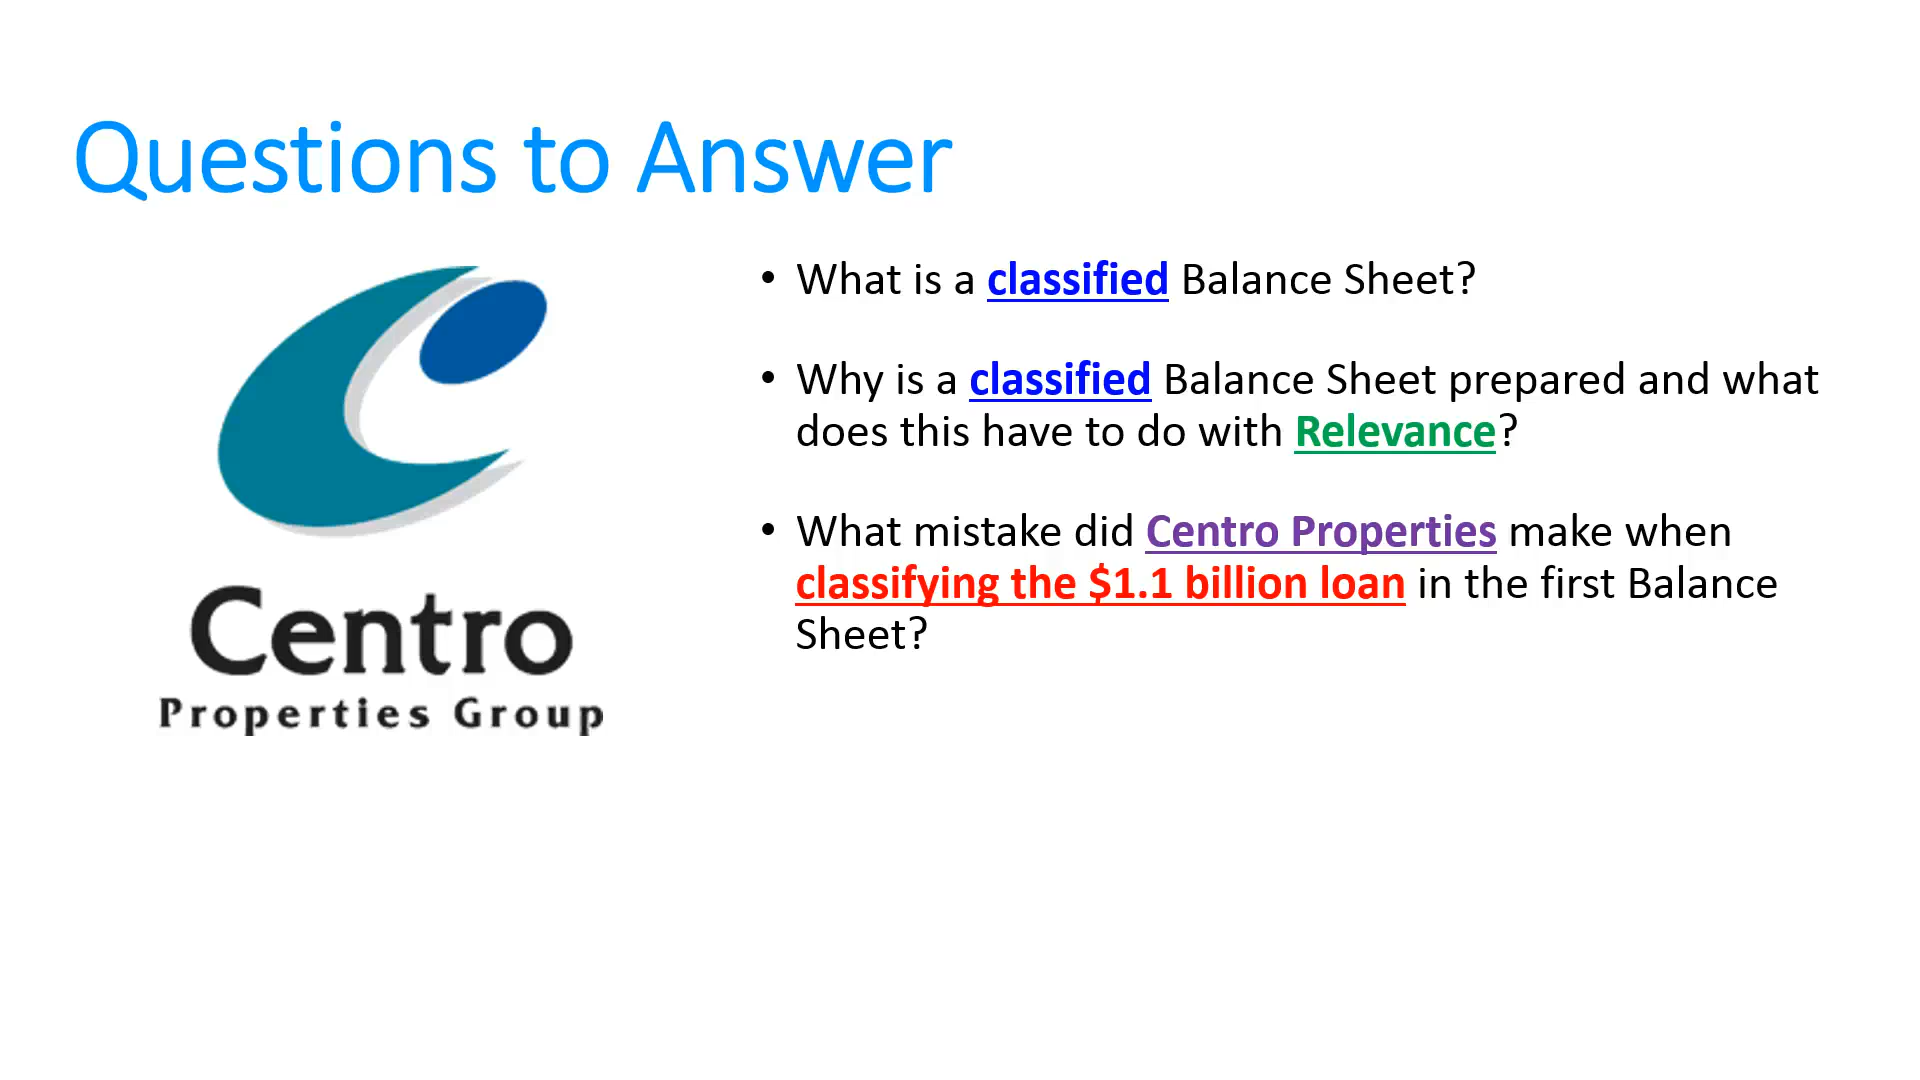 Questions to Answer
• What is a classified Balance Sheet?
• Why is a classified Balance Sheet prepared and what
does this have to do with Relevance?
• What mistake did Centro Properties make when
classifying the $1.1 billion loan in the first Balance
Sheet?
Centro
Properties Group